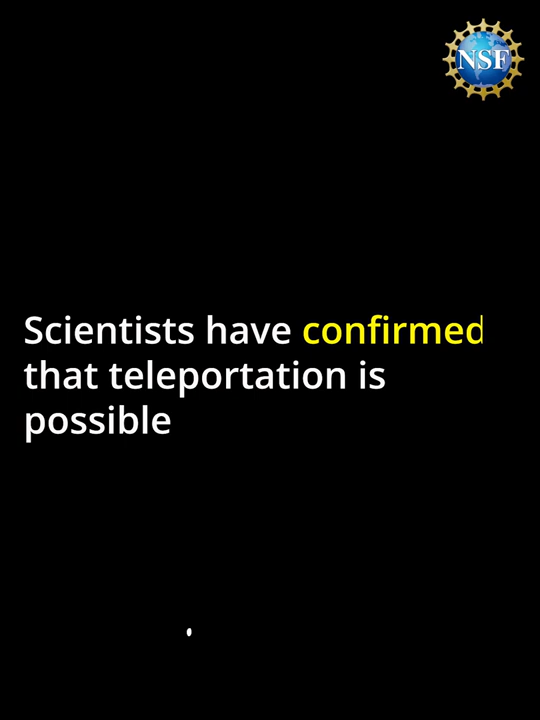 NSF
Scientists have confirmed
that teleportation is
possible